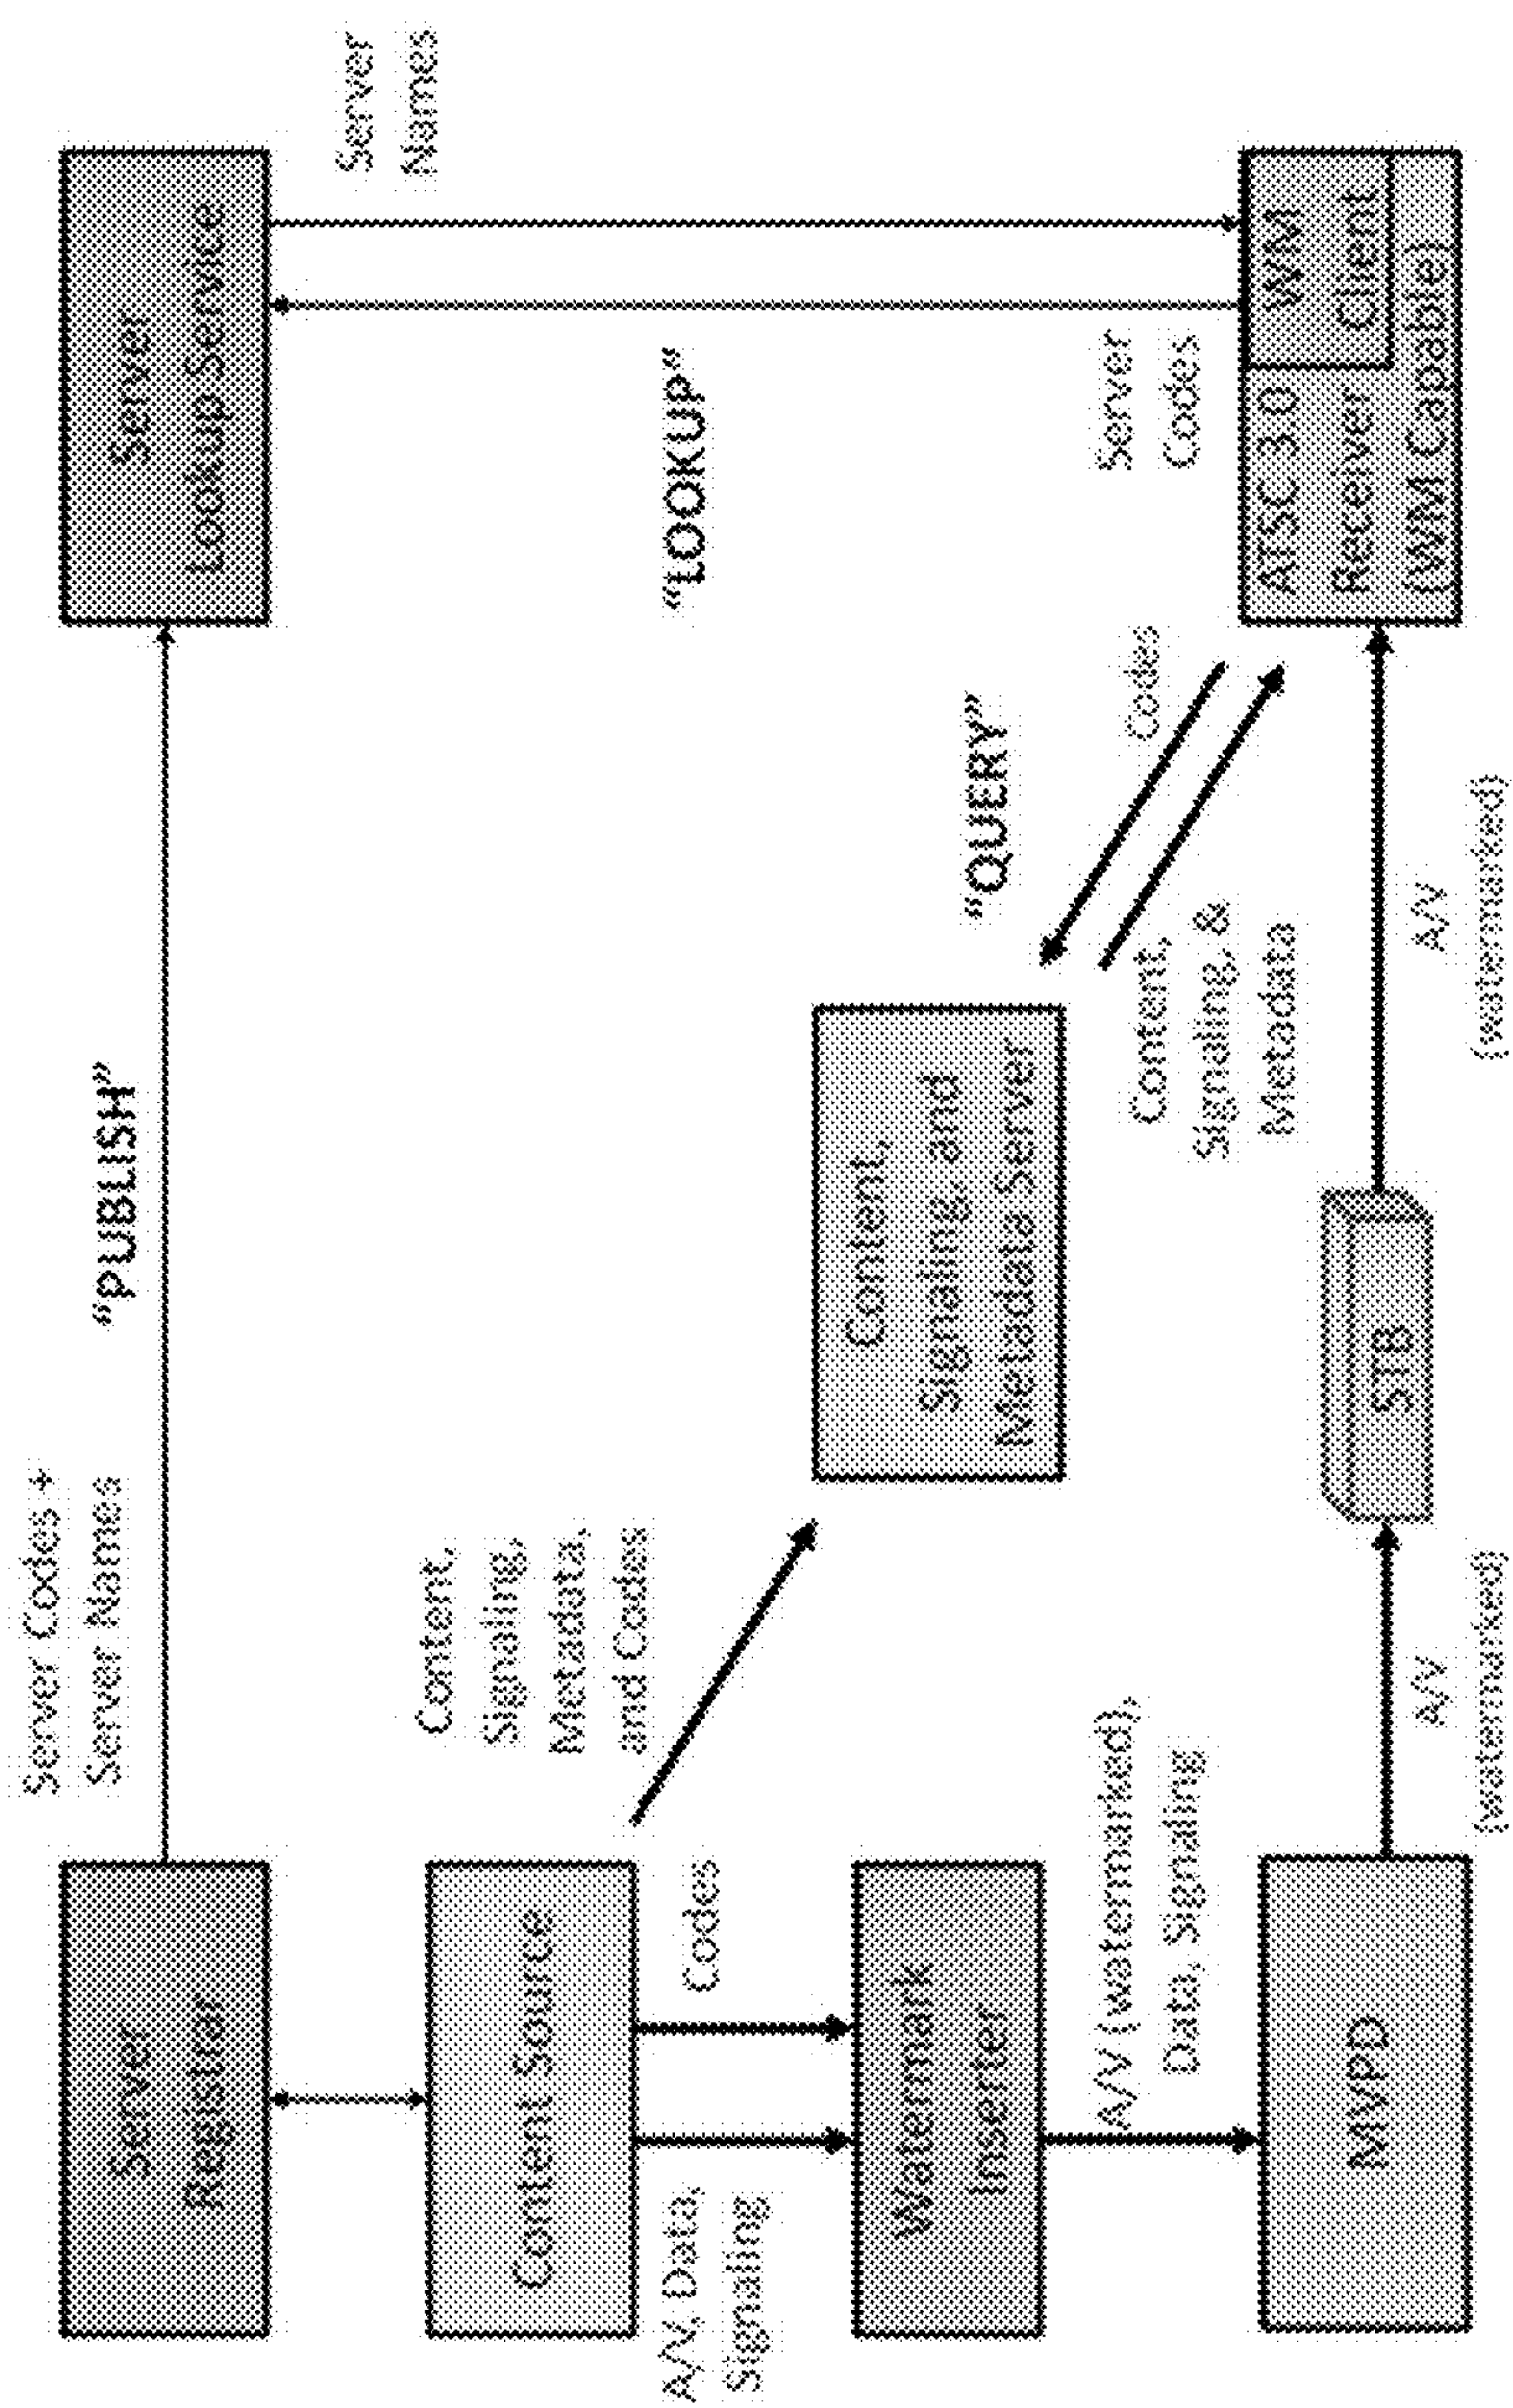 Server Codes +
Server Names
"PUBLISH"
Server
Registrar
Server
Lookup Service
Server
Names
Content Source
Content,
Signaling,
Metadata,
and Codes
"LOOKUP"
A/V, Data,
Signaling
Codes
Content,
Signaling, and
Metadata Server
"QUERY"
Codes
Server
Codes
Watermark
Inserter
Content,
Signaling, &
Metadata
A/V (watermarked),
Data, Signaling
MVPD
STB
ATSC 3.0
Receiver
(WM Capable)
WM
Client
A/V
(watermarked)
A/V
(watermarked)